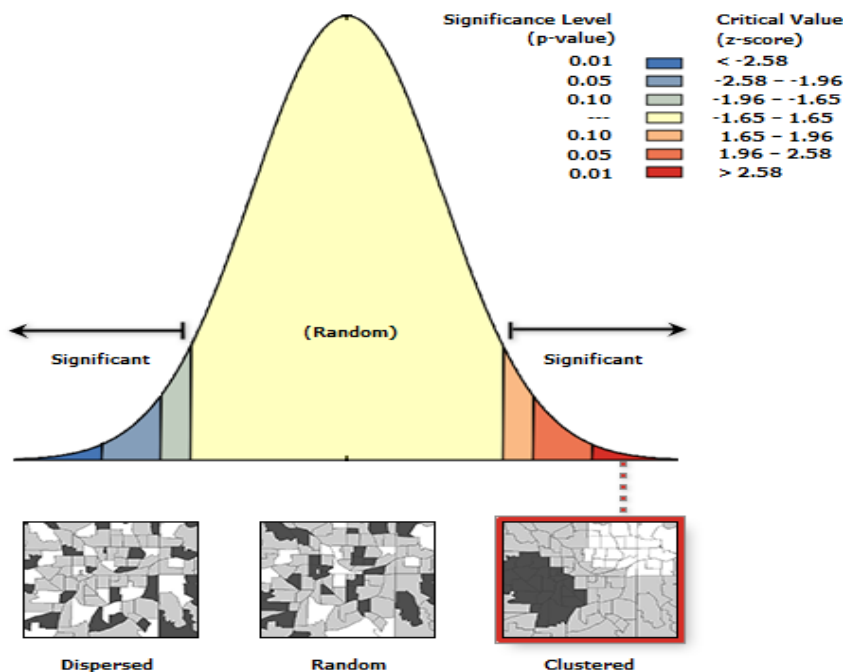 Significance Level Critical Value
(p-value) (z-score)
0.01 < -2.58
0.05 -2.58 – -1.96
0.10 -1.96 – -1.65
--- -1.65 – 1.65
0.10 1.65 – 1.96
0.05 1.96 – 2.58
0.01 > 2.58
(Random)
Significant Significant
Dispersed Random Clustered